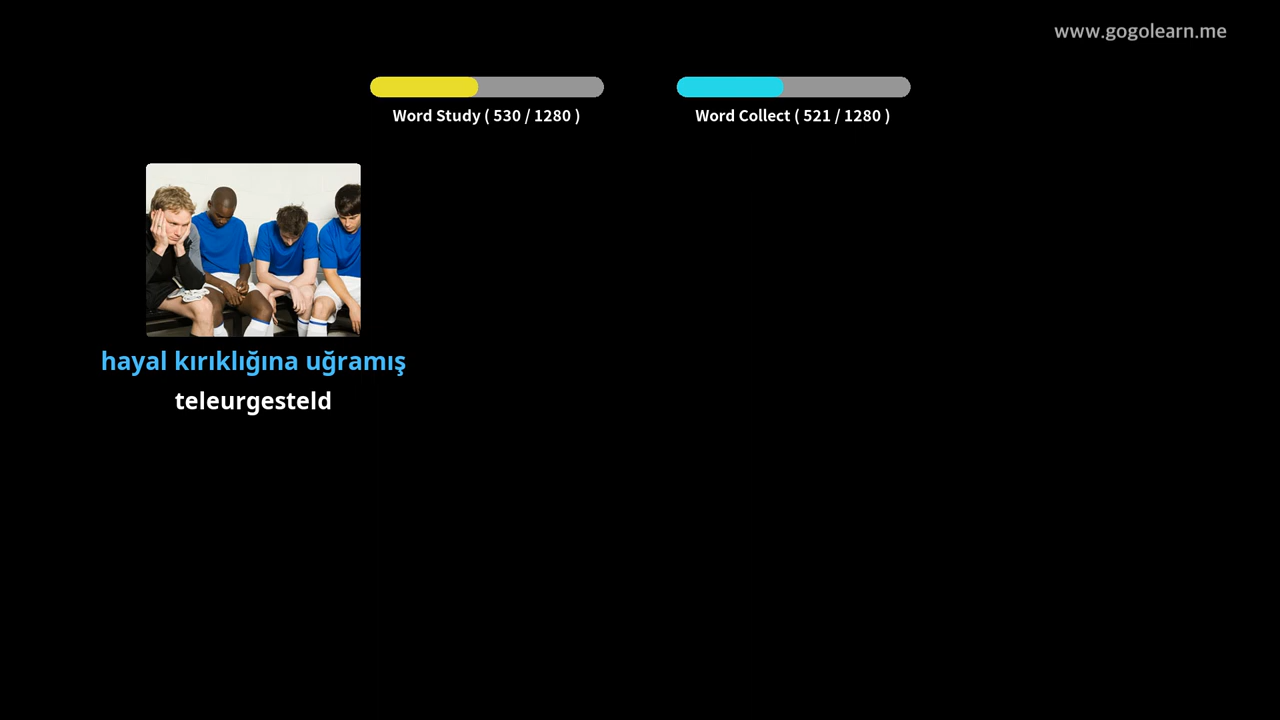 www.gogolearn.me
Word Study ( 530 / 1280 )
Word Collect ( 521 / 1280 )
hayal kırıklığına uğramış
teleurgesteld